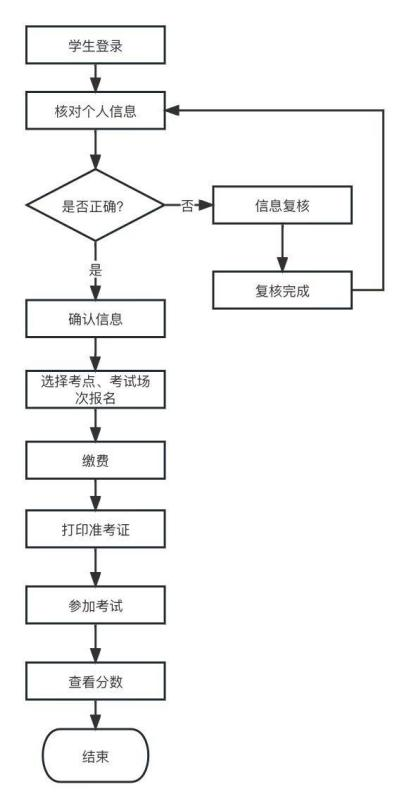 学生登录
核对个人信息
是否正确?
否
信息复核
是
复核完成
确认信息
选择考点、考试场
次报名
缴费
打印准考证
参加考试
查看分数
结束